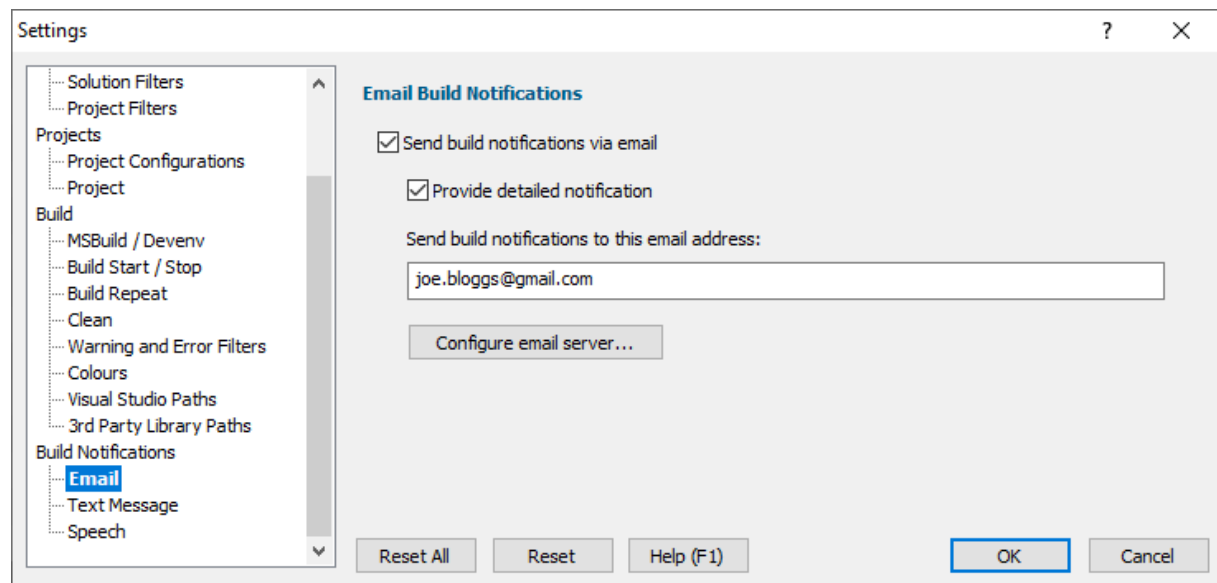 Settings
?
Solution Filters
Project Filters
Projects
Project Configurations
Project
Build
MSBuild / Devenv
Build Start / Stop
Build Repeat
Clean
Warning and Error Filters
Colours
Visual Studio Paths
3rd Party Library Paths
Build Notifications
Email
Text Message
Speech
Email Build Notifications
Send build notifications via email
Provide detailed notification
Send build notifications to this email address:
joe.bloggs@gmail.com
Configure email server...
Reset All
Reset
Help (F1)
OK
Cancel